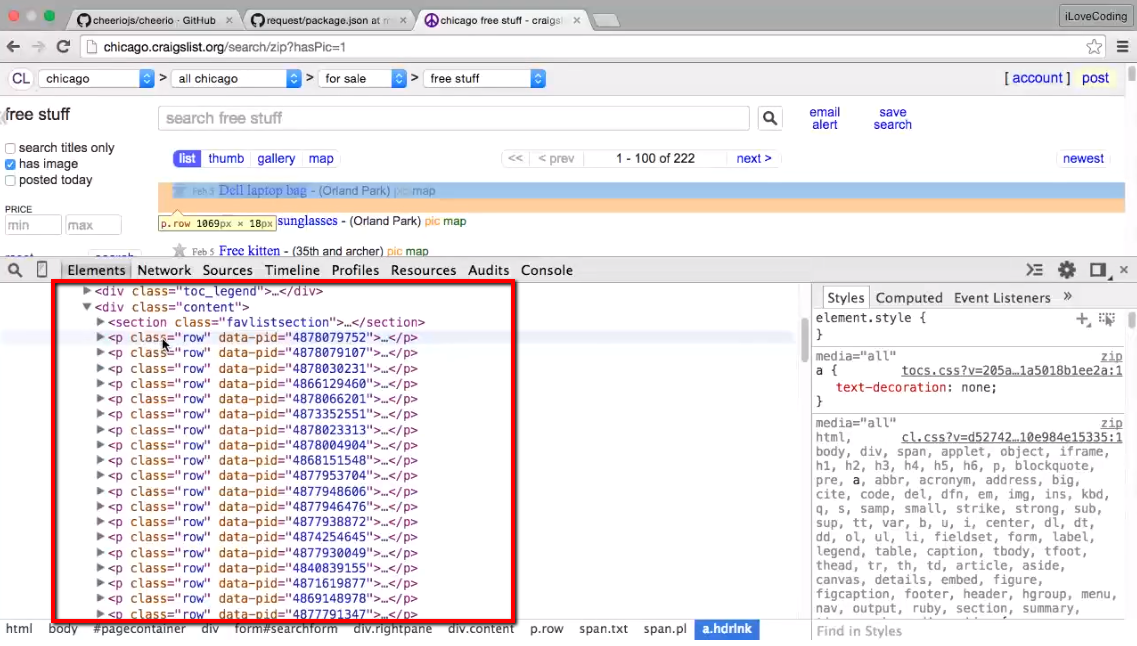 cheeriojs/cheerio · GitHub
request/package.json at m
chicago free stuff - craigs
iLoveCoding
chicago.craigslist.org/search/zip?hasPic=1
CL chicago > all chicago > for sale > free stuff [ account ] post
free stuff
search free stuff
email alert
save search
search titles only
has image
posted today
list thumb gallery map << < prev 1 - 100 of 222 next > newest
PRICE
min max
Feb 5 Dell laptop bag - (Orland Park) pic map
p.row 1069px × 18px sunglasses - (Orland Park) pic map
Feb 5 Free kitten - (35th and archer) pic map
Elements Network Sources Timeline Profiles Resources Audits Console
▶<div class="toc_legend">…</div>
▼<div class="content">
▶<section class="favlistsection">…</section>
▶<p class="row" data-pid="4878079752">…</p>
▶<p class="row" data-pid="4878079107">…</p>
▶<p class="row" data-pid="4878030231">…</p>
▶<p class="row" data-pid="4866129460">…</p>
▶<p class="row" data-pid="4878066201">…</p>
▶<p class="row" data-pid="4873352551">…</p>
▶<p class="row" data-pid="4878023313">…</p>
▶<p class="row" data-pid="4878004904">…</p>
▶<p class="row" data-pid="4868151548">…</p>
▶<p class="row" data-pid="4877953704">…</p>
▶<p class="row" data-pid="4877948606">…</p>
▶<p class="row" data-pid="4877946476">…</p>
▶<p class="row" data-pid="4877938872">…</p>
▶<p class="row" data-pid="4874254645">…</p>
▶<p class="row" data-pid="4877930049">…</p>
▶<p class="row" data-pid="4840839155">…</p>
▶<p class="row" data-pid="4871619877">…</p>
▶<p class="row" data-pid="4869148978">…</p>
▶<p class="row" data-pid="4877791347">…</p>
html body #pagecontainer div form#searchform div.rightpane div.content p.row span.txt span.pl a.hdrlnk
Styles Computed Event Listeners »
element.style {
}
media="all" zip
a { tocs.css?v=205a…1a5018b1ee2a:1
text-decoration: none;
}
media="all" zip
html, cl.css?v=d52742…10e984e15335:1
body, div, span, applet, object, iframe,
h1, h2, h3, h4, h5, h6, p, blockquote,
pre, a, abbr, acronym, address, big,
cite, code, del, dfn, em, img, ins, kbd,
q, s, samp, small, strike, strong, sub,
sup, tt, var, b, u, i, center, dl, dt,
dd, ol, ul, li, fieldset, form, label,
legend, table, caption, tbody, tfoot,
thead, tr, th, td, article, aside,
canvas, details, embed, figure,
figcaption, footer, header, hgroup, menu,
nav, output, ruby, section, summary,
Find in Styles